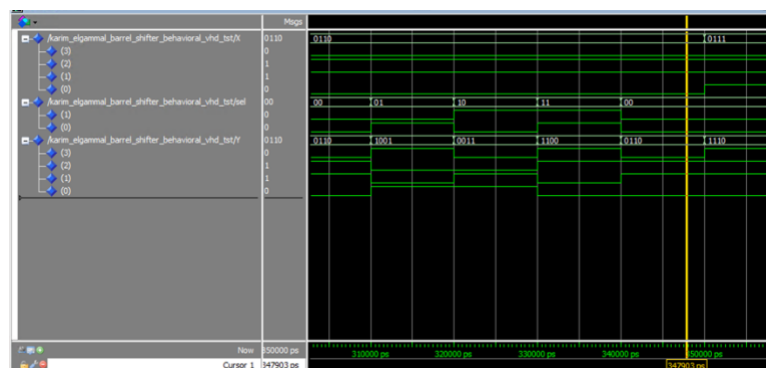 Msgs
/karim_elgammal_barrel_shifter_behavioral_vhd_tst/X 0110 0110 0111
(3) 0
(2) 1
(1) 1
(0) 0
/karim_elgammal_barrel_shifter_behavioral_vhd_tst/sel 00 00 01 10 11 00
(1) 0
(0) 0
/karim_elgammal_barrel_shifter_behavioral_vhd_tst/Y 0110 0110 1001 0011 1100 0110 1110
(3) 0
(2) 1
(1) 1
(0) 0
Now 350000 ps 310000 ps 320000 ps 330000 ps 340000 ps 350000 ps
Cursor 1 347903 ps 347903 ps